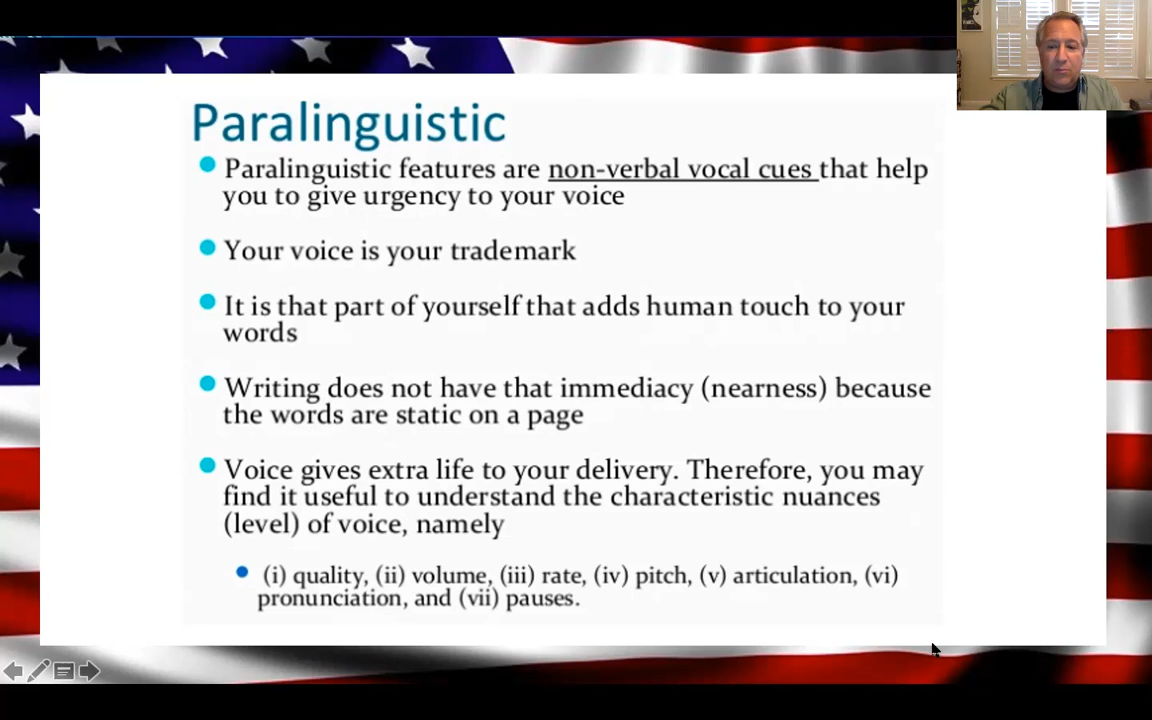 Paralinguistic
Paralinguistic features are non-verbal vocal cues that help
you to give urgency to your voice
Your voice is your trademark
It is that part of yourself that adds human touch to your
words
Writing does not have that immediacy (nearness) because
the words are static on a page
Voice gives extra life to your delivery. Therefore, you may
find it useful to understand the characteristic nuances
(level) of voice, namely
(i) quality, (ii) volume, (iii) rate, (iv) pitch, (v) articulation, (vi)
pronunciation, and (vii) pauses.